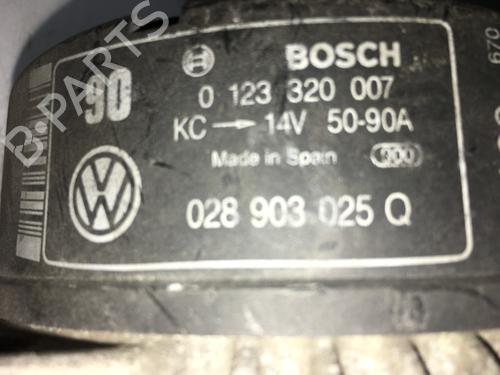 BOSCH
90
0 123 320 007
KC → 14V 50-90A
Made in Spain
028 903 025 Q
B-PARTS